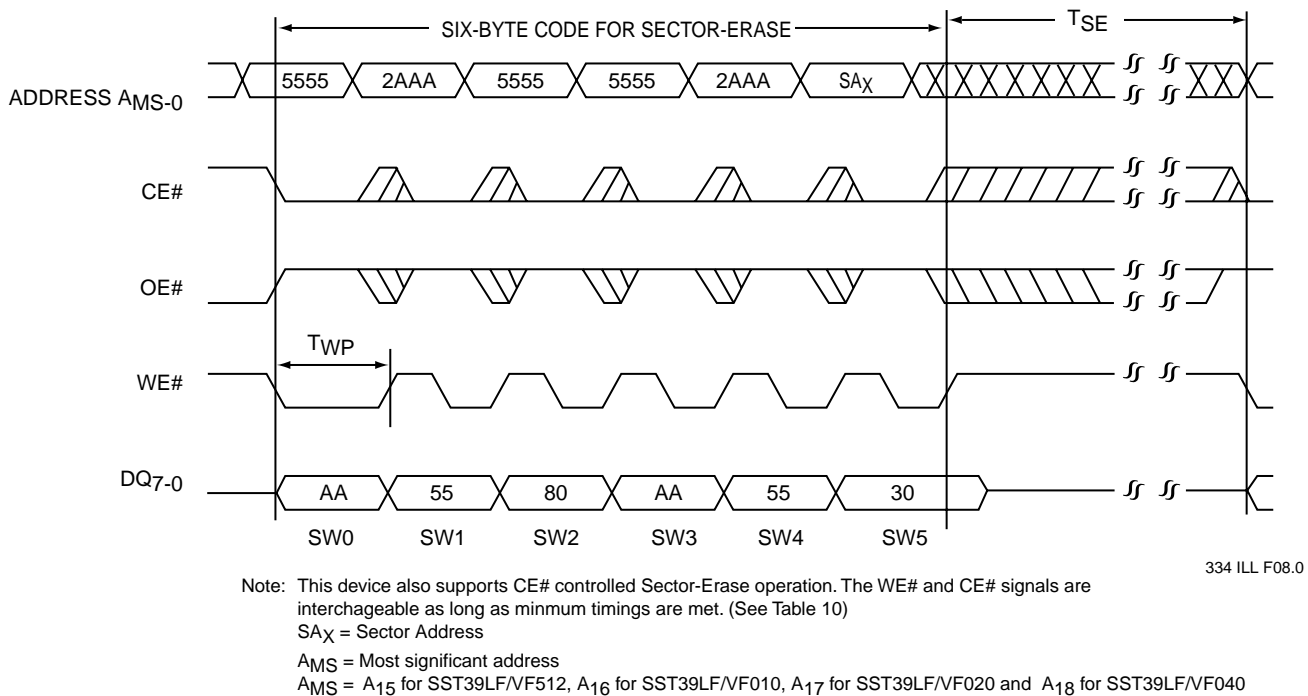 SIX-BYTE CODE FOR SECTOR-ERASE
TSE
ADDRESS AMS-0
5555 2AAA 5555 5555 2AAA SAX
CE#
OE#
TWP
WE#
DQ7-0
AA 55 80 AA 55 30
SW0 SW1 SW2 SW3 SW4 SW5
334 ILL F08.0
Note: This device also supports CE# controlled Sector-Erase operation. The WE# and CE# signals are
interchageable as long as minmum timings are met. (See Table 10)
SAX = Sector Address
AMS = Most significant address
AMS = A15 for SST39LF/VF512, A16 for SST39LF/VF010, A17 for SST39LF/VF020 and A18 for SST39LF/VF040